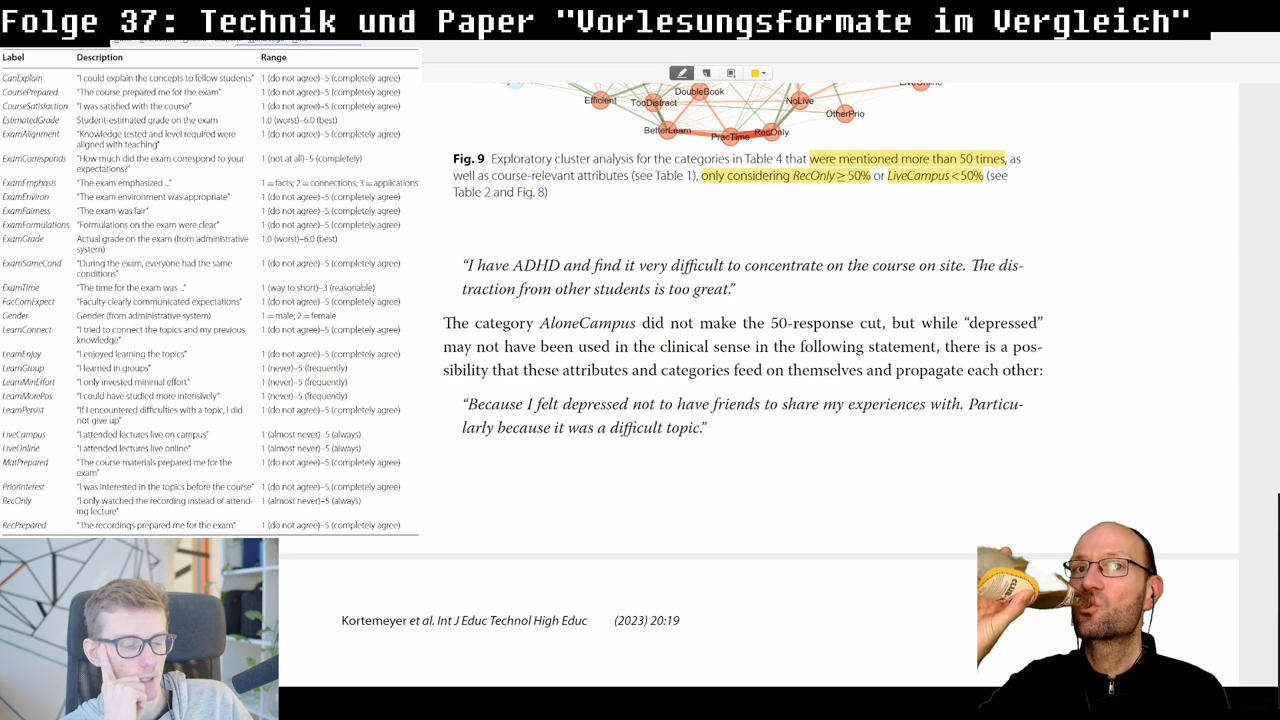 Folge 37: Technik und Paper "Vorlesungsformate im Vergleich"
Label Description Range
CanExplain "I could explain the concepts to fellow students" 1 (do not agree)–5 (completely agree)
CoursePrepared "The course prepared me for the exam" 1 (do not agree)–5 (completely agree)
CourseSatisfaction "I was satisfied with the course" 1 (do not agree)–5 (completely agree)
EstimatedGrade Student-estimated grade on the exam 1.0 (worst)–6.0 (best)
ExamAlignment "Knowledge tested and level required were 1 (do not agree)–5 (completely agree)
aligned with teaching"
ExamCorresponds "How much did the exam correspond to your 1 (not at all)–5 (completely)
expectations?"
ExamEmphasis "The exam emphasized ..." 1 = facts; 2 = connections; 3 = applications
ExamEnviron "The exam environment was appropriate" 1 (do not agree)–5 (completely agree)
ExamFairness "The exam was fair" 1 (do not agree)–5 (completely agree)
ExamFormulations "Formulations on the exam were clear" 1 (do not agree)–5 (completely agree)
ExamGrade Actual grade on the exam (from administrative 1.0 (worst)–6.0 (best)
system)
ExamSameCond "During the exam, everyone had the same 1 (do not agree)–5 (completely agree)
conditions"
ExamTime "The time for the exam was ..." 1 (way to short)–3 (reasonable)
FacComExpect "Faculty clearly communicated expectations" 1 (do not agree)–5 (completely agree)
Gender Gender (from administrative system) 1 = male; 2 = female
LearnConnect "I tried to connect the topics and my previous 1 (do not agree)–5 (completely agree)
knowledge"
LearnEnjoy "I enjoyed learning the topics" 1 (do not agree)–5 (completely agree)
LearnGroup "I learned in groups" 1 (never)–5 (frequently)
LearnMinEffort "I only invested minimal effort" 1 (never)–5 (frequently)
LearnMorePos "I could have studied more intensively" 1 (never)–5 (frequently)
LearnPersist "If I encountered difficulties with a topic, I did 1 (do not agree)–5 (completely agree)
not give up"
LiveCampus "I attended lectures live on campus" 1 (almost never)–5 (always)
LiveOnline "I attended lectures live online" 1 (almost never)–5 (always)
MatPrepared "The course materials prepared me for the 1 (do not agree)–5 (completely agree)
exam"
PriorInterest "I was interested in the topics before the course" 1 (do not agree)–5 (completely agree)
RecOnly "I only watched the recording instead of attend- 1 (almost never)–5 (always)
ing lecture"
RecPrepared "The recordings prepared me for the exam" 1 (do not agree)–5 (completely agree)
DoubleBook
Efficient TooDistract NoLive
OtherPrio
BetterLearn PracTime RecOnly
Fig. 9 Exploratory cluster analysis for the categories in Table 4 that were mentioned more than 50 times, as
well as course-relevant attributes (see Table 1), only considering RecOnly ≥ 50% or LiveCampus < 50% (see
Table 2 and Fig. 8)
"I have ADHD and find it very difficult to concentrate on the course on site. The dis-
traction from other students is too great."
The category AloneCampus did not make the 50-response cut, but while "depressed"
may not have been used in the clinical sense in the following statement, there is a pos-
sibility that these attributes and categories feed on themselves and propagate each other:
"Because I felt depressed not to have friends to share my experiences with. Particu-
larly because it was a difficult topic."
Kortemeyer et al. Int J Educ Technol High Educ (2023) 20:19